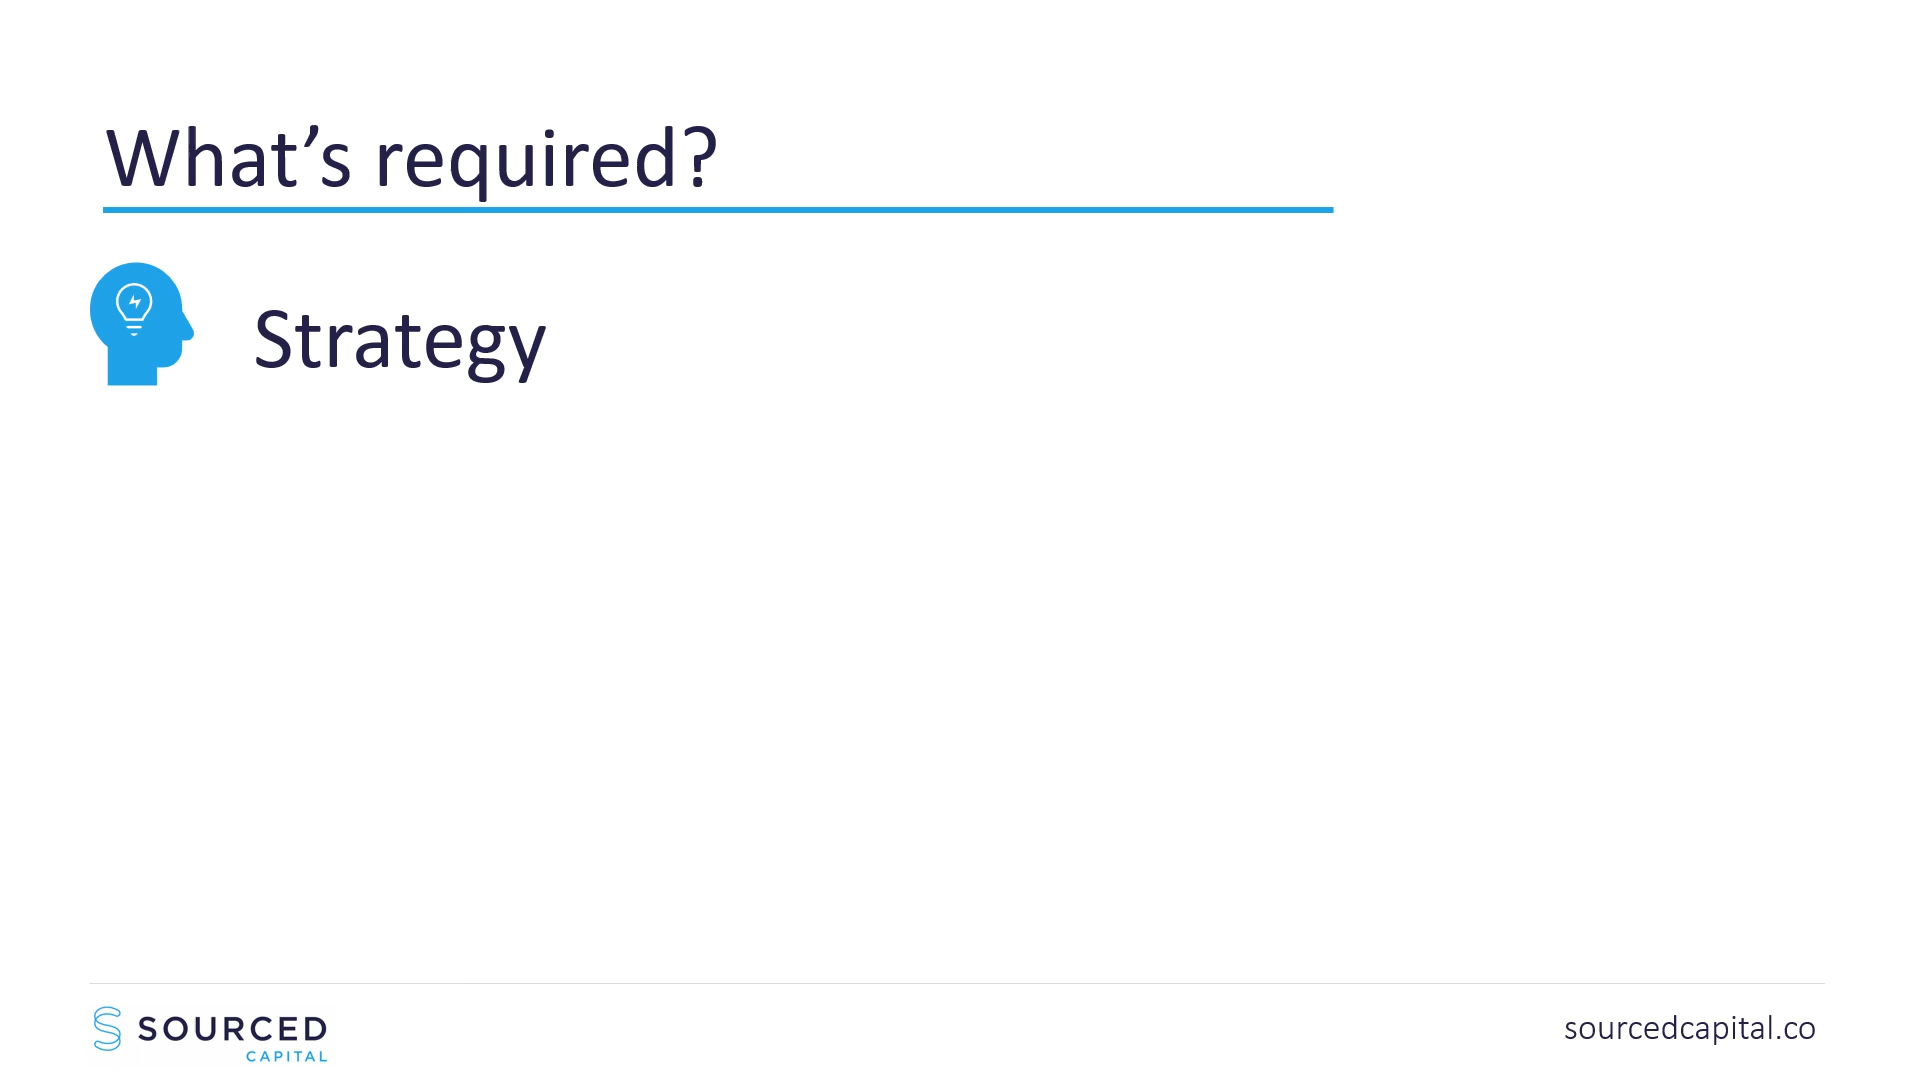 What’s required?
Strategy
SOURCED
CAPITAL
sourcedcapital.co